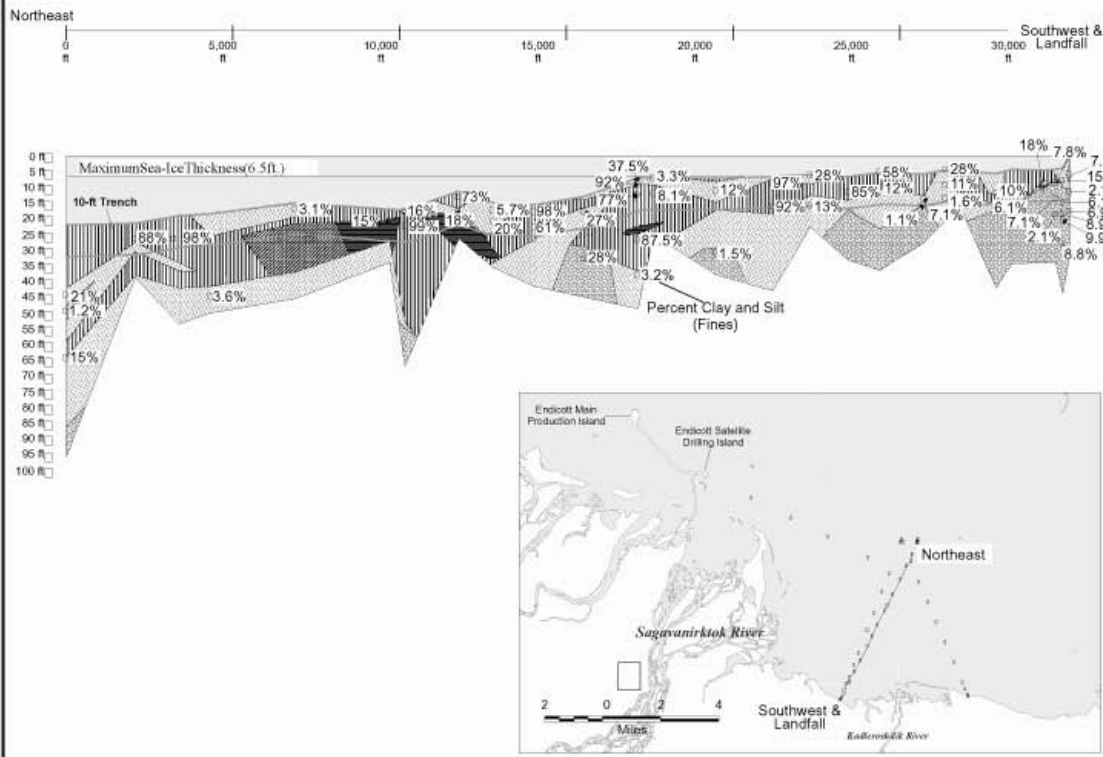 Northeast
Southwest &
Landfall
0
ft
5,000
ft
10,000
ft
15,000
ft
20,000
ft
25,000
ft
30,000
ft
0 ft
5 ft
10 ft
15 ft
20 ft
25 ft
30 ft
35 ft
40 ft
45 ft
50 ft
55 ft
60 ft
65 ft
70 ft
75 ft
80 ft
85 ft
90 ft
95 ft
100 ft
MaximumSea-IceThickness(6.5ft.)
10-ft Trench
88% 98%
21%
1.2%
15%
3.6%
3.1%
15%
16%
89%
99%
73%
18%
5.7%
20%
98%
61%
37.5%
92%
77%
27%
28%
3.3%
8.1%
87.5%
3.2%
12%
1.5%
97%
92%
28%
13%
85%
58%
12%
1.1%
28%
11%
1.6%
7.1%
18%
10%
6.1%
7.1%
2.1%
7.8%
8.8%
Percent Clay and Silt
(Fines)
Endicott Main
Production Island
Endicott Satellite
Drilling Island
Northeast
Sagavanirktok River
Southwest &
Landfall
Kadleroshilik River
2 0 2 4
Miles